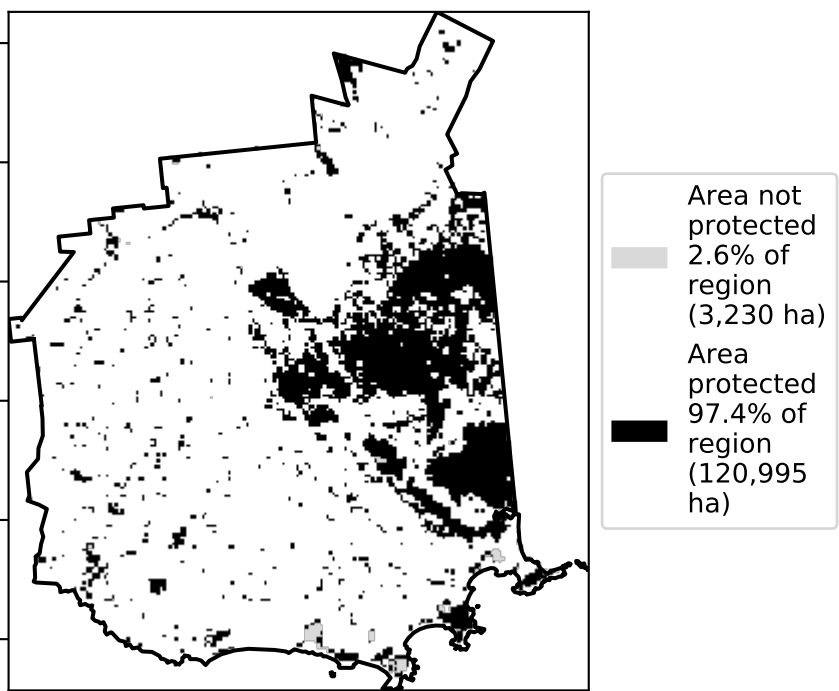 Area not
protected
2.6% of
region
(3,230 ha)
Area
protected
97.4% of
region
(120,995
ha)